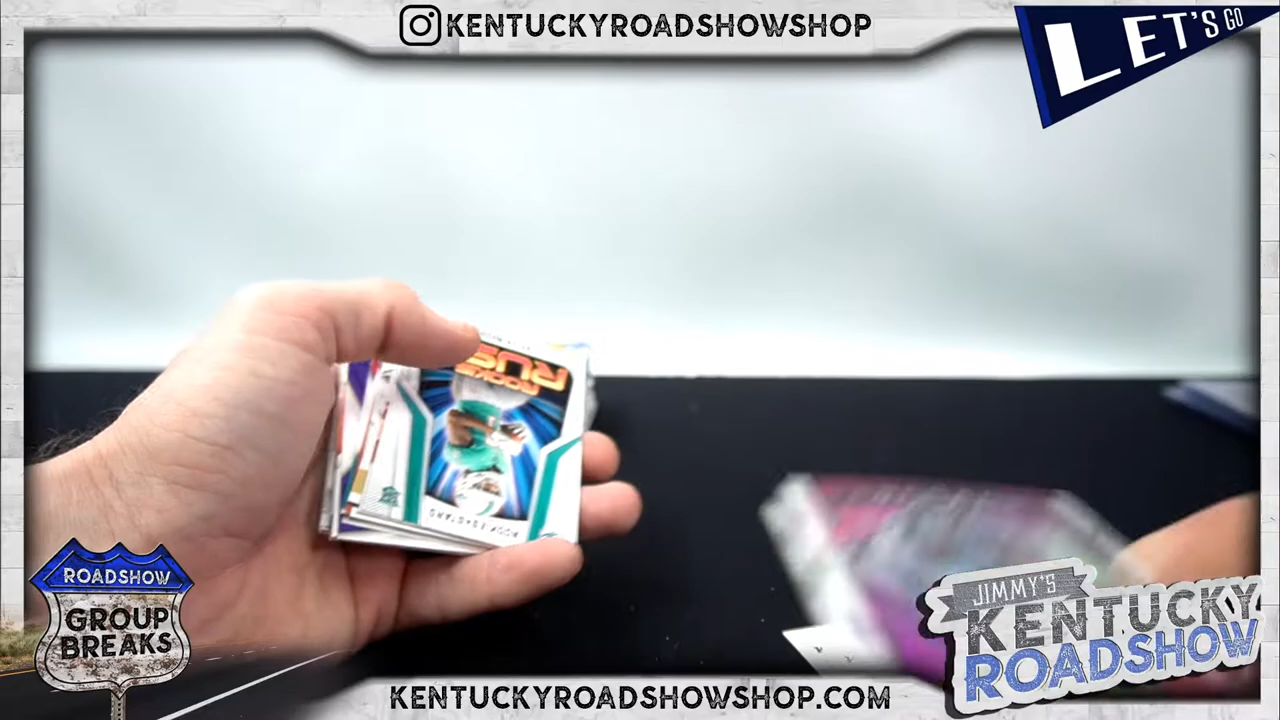 KENTUCKYROADSHOWSHOP
LET'S GO
ROOKIE
RUSH
ROADSHOW
GROUP
BREAKS
JIMMY'S
KENTUCKY
ROADSHOW
KENTUCKYROADSHOWSHOP.COM